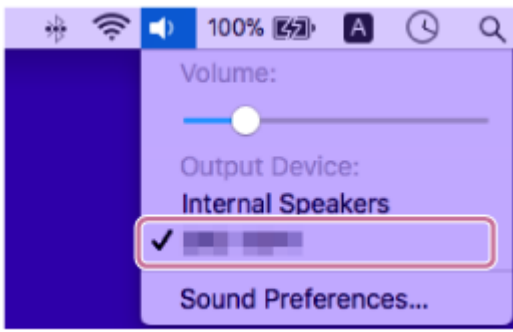 100% A
Volume:
Output Device:
Internal Speakers
Sound Preferences...